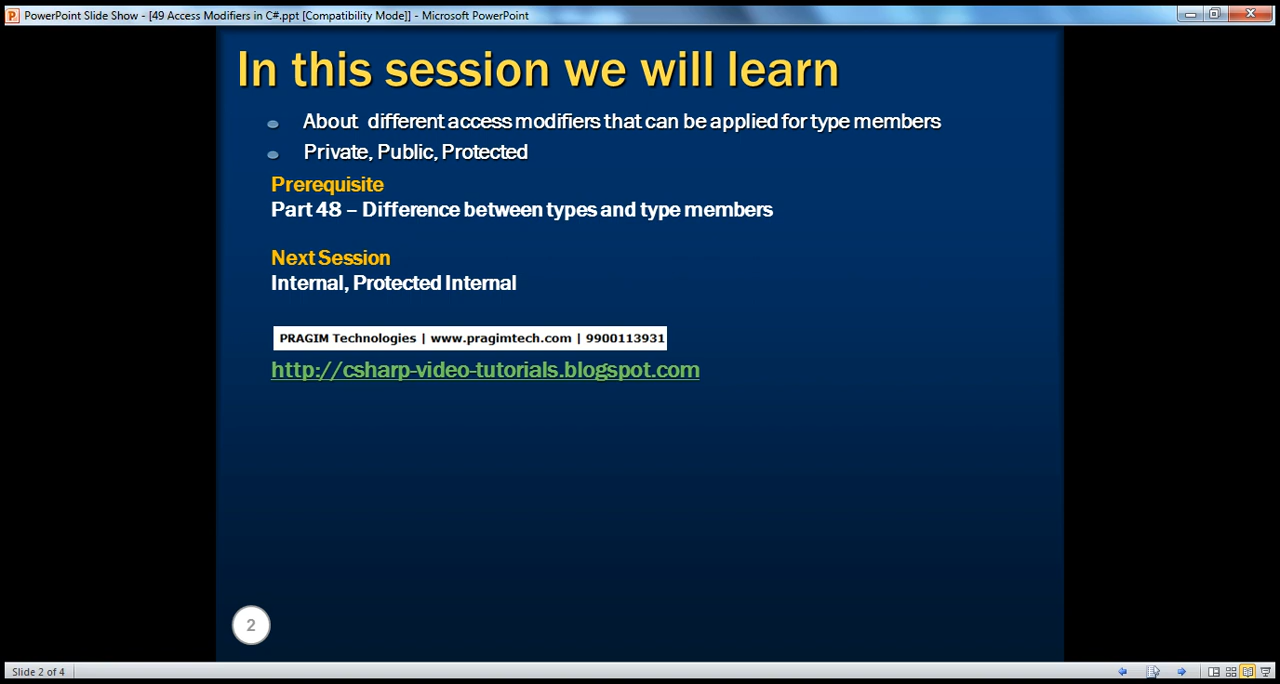 PowerPoint Slide Show - [49 Access Modifiers in C#.ppt [Compatibility Mode]] - Microsoft PowerPoint
In this session we will learn
About different access modifiers that can be applied for type members
Private, Public, Protected
Prerequisite
Part 48 – Difference between types and type members
Next Session
Internal, Protected Internal
PRAGIM Technologies | www.pragimtech.com | 9900113931
http://csharp-video-tutorials.blogspot.com
2
Slide 2 of 4